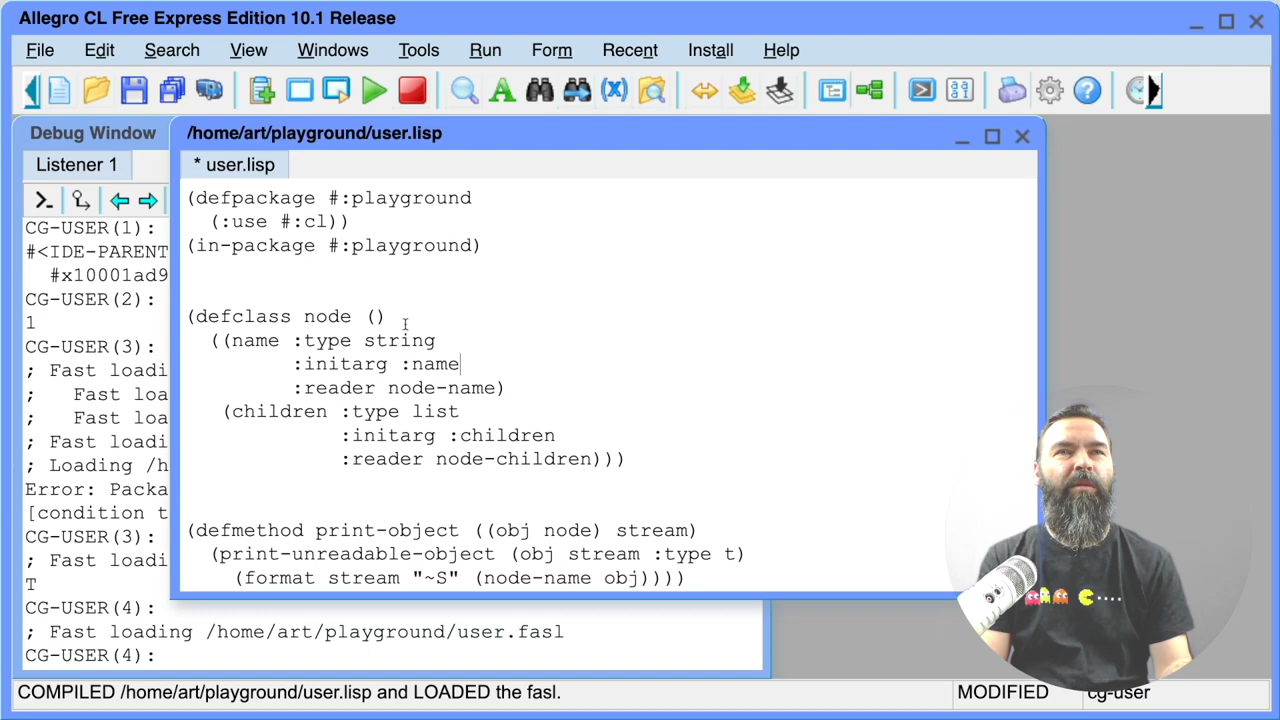 Allegro CL Free Express Edition 10.1 Release
File Edit Search View Windows Tools Run Form Recent Install Help
Debug Window
/home/art/playground/user.lisp
Listener 1
* user.lisp
CG-USER(1):
#<IDE-PARENT
#x10001ad9
CG-USER(2):
1
CG-USER(3):
; Fast loadi
; Fast loa
; Fast loa
; Fast loadi
; Loading /h
Error: Packa
[condition t
CG-USER(3):
; Fast loadi
T
CG-USER(4):
; Fast loading /home/art/playground/user.fasl
CG-USER(4):
(defpackage #:playground
(:use #:cl))
(in-package #:playground)
(defclass node ()
((name :type string
:initarg :name
:reader node-name)
(children :type list
:initarg :children
:reader node-children)))
(defmethod print-object ((obj node) stream)
(print-unreadable-object (obj stream :type t)
(format stream "~S" (node-name obj))))
COMPILED /home/art/playground/user.lisp and LOADED the fasl.
MODIFIED
cg-user